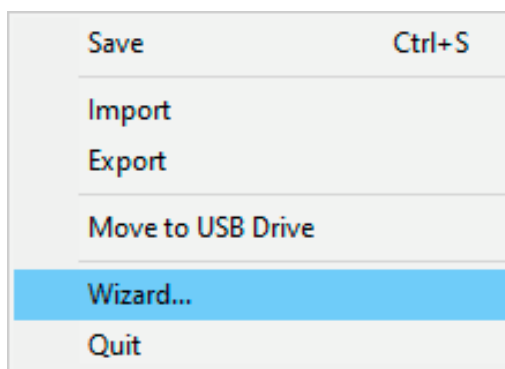 Save Ctrl+S
Import
Export
Move to USB Drive
Wizard...
Quit